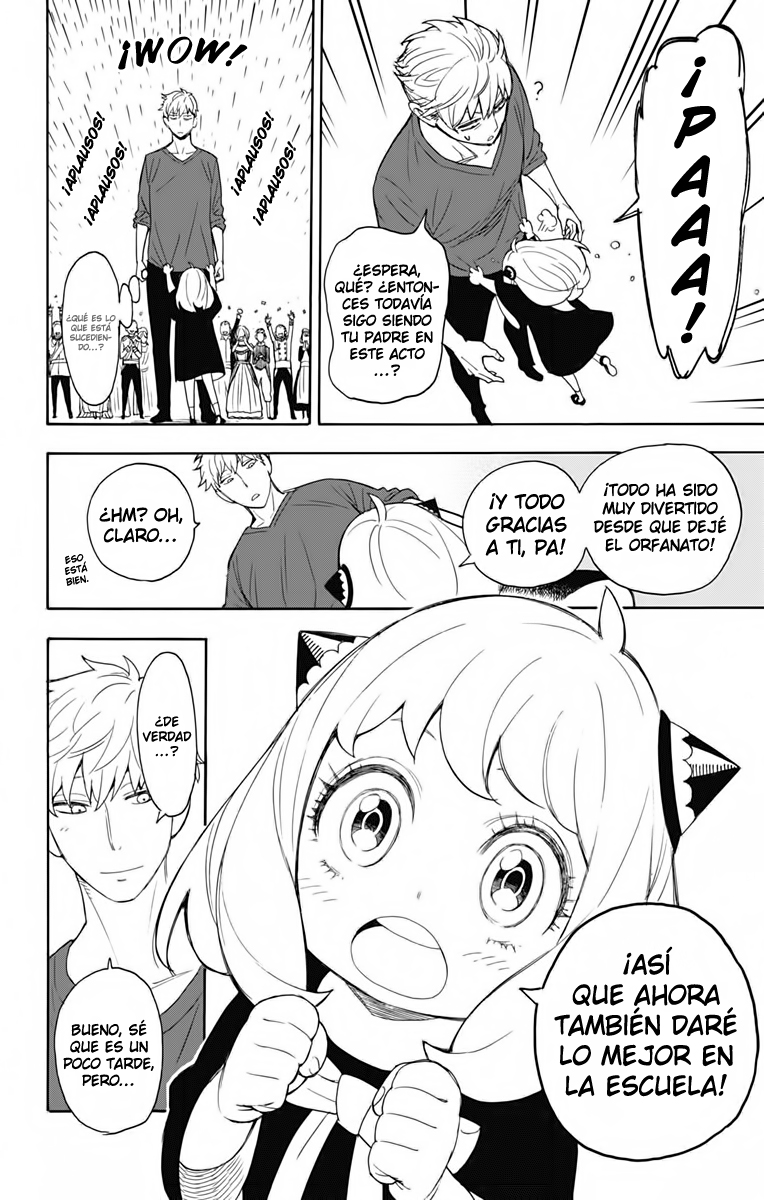 ¡PAAA!
?
¿ESPERA,
QUÉ? ¿ENTON-
CES TODAVÍA
SIGO SIENDO
TU PADRE EN
ESTE ACTO
...?
¡WOW!
¡APLAUSOS!
¡APLAUSOS!
¡APLAUSOS!
¡APLAUSOS!
¿QUÉ ES LO
QUE ESTÁ
SUCEDIEN-
DO...?
¡TODO HA SIDO
MUY DIVERTIDO
DESDE QUE DEJÉ
EL ORFANATO!
¡Y TODO
GRACIAS
A TI, PA!
¿HM? OH,
CLARO...
ESO
ESTÁ
BIEN.
¡ASÍ
QUE AHORA
TAMBIÉN DARÉ
LO MEJOR EN
LA ESCUELA!
¿DE
VERDAD
...?
BUENO, SÉ
QUE ES UN
POCO TARDE,
PERO...